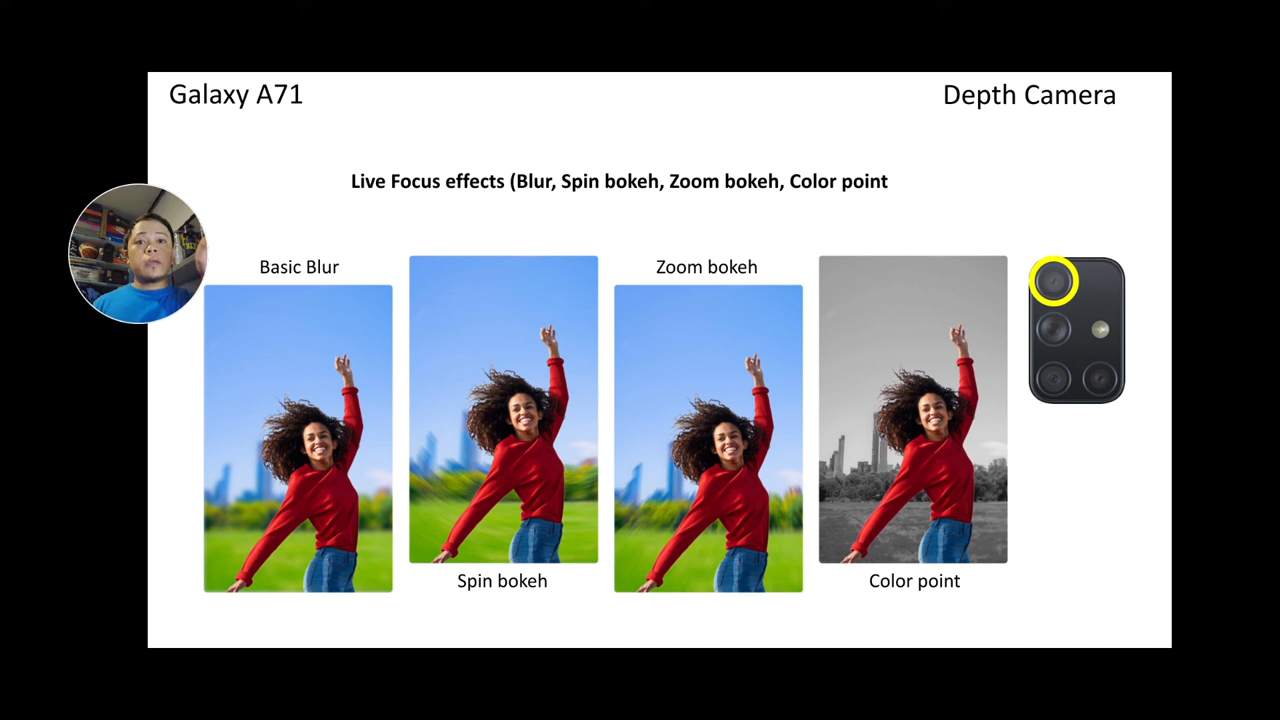 Galaxy A71
Depth Camera
Live Focus effects (Blur, Spin bokeh, Zoom bokeh, Color point
Basic Blur
Zoom bokeh
Spin bokeh
Color point